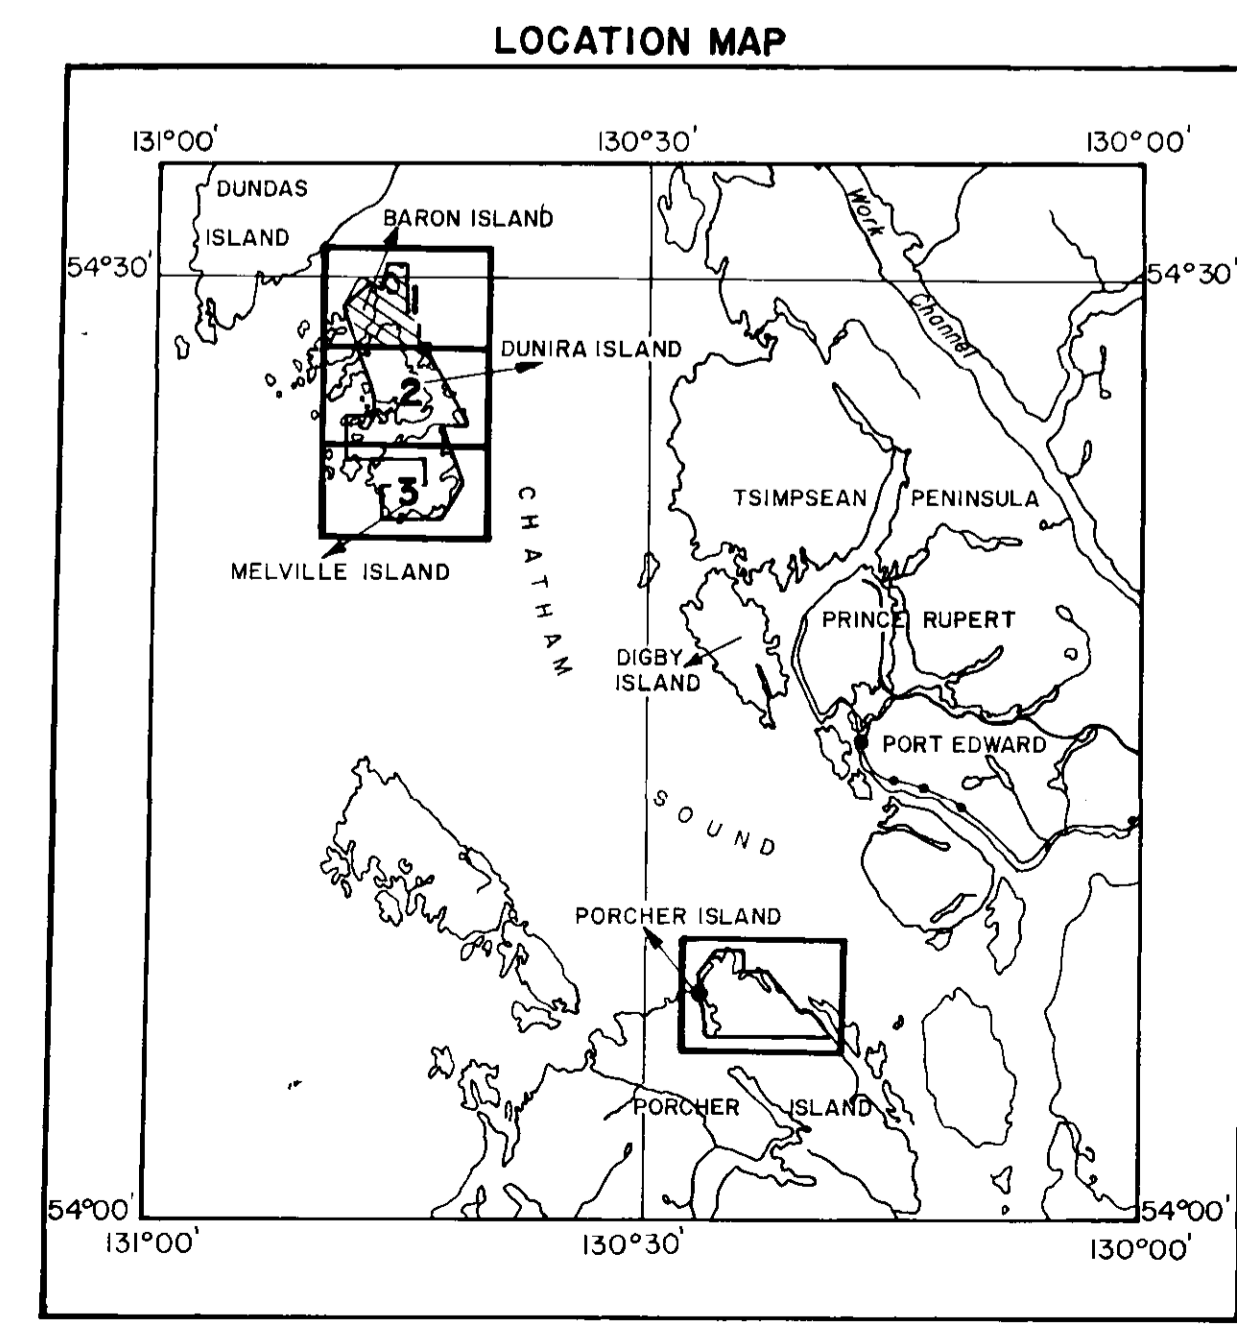 LOCATION MAP
131°00'
130°30'
130°00'
DUNDAS
ISLAND
BARON ISLAND
Work
Channel
54°30'
54°30'
1
DUNIRA ISLAND
2
3
MELVILLE ISLAND
CHATHAM
TSIMPSEAN PENINSULA
PRINCE RUPERT
DIGBY
ISLAND
PORT EDWARD
SOUND
PORCHER ISLAND
PORCHER ISLAND
54°00'
54°00'
131°00'
130°30'
130°00'